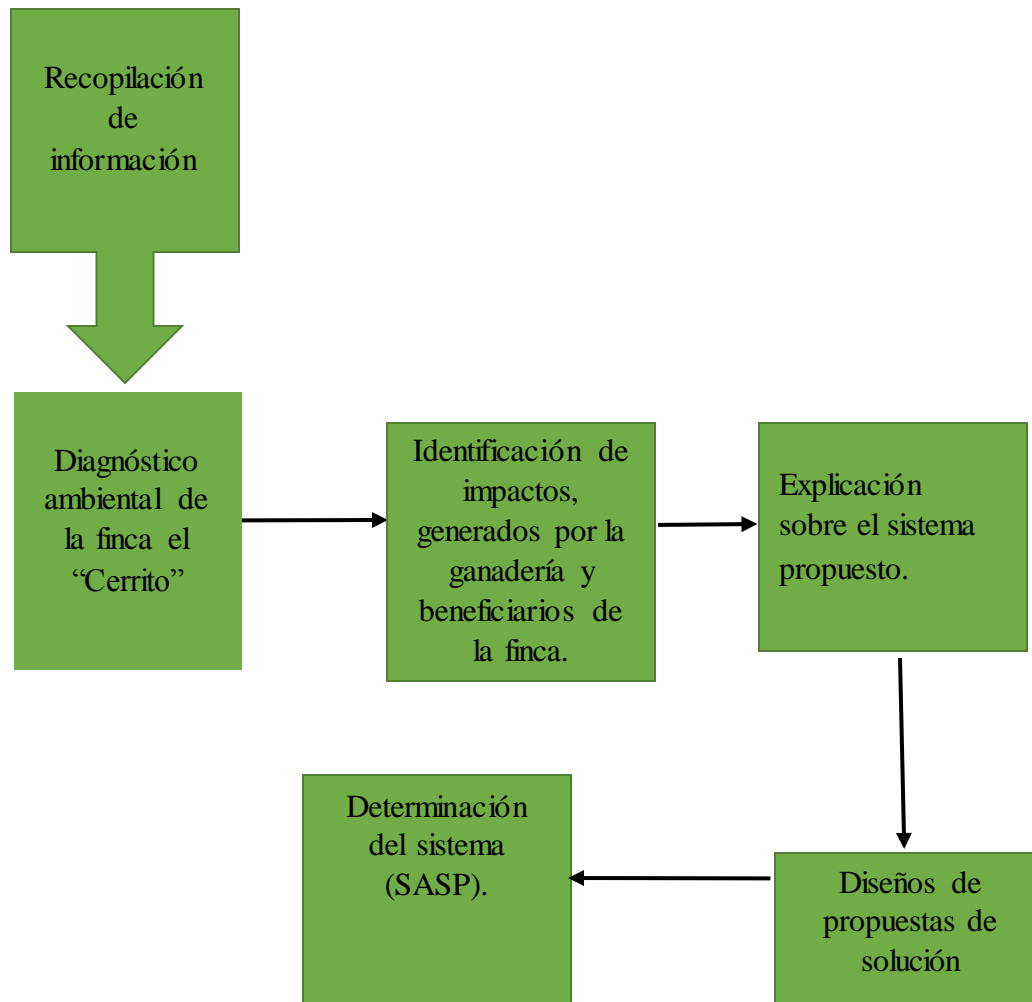 Recopilación
de
información
Diagnóstico
ambiental de
la finca el
“Cerrito”
Identificación de
impactos,
generados por la
ganadería y
beneficiarios de
la finca.
Explicación
sobre el sistema
propuesto.
Diseños de
propuestas de
solución
Determinación
del sistema
(SASP).